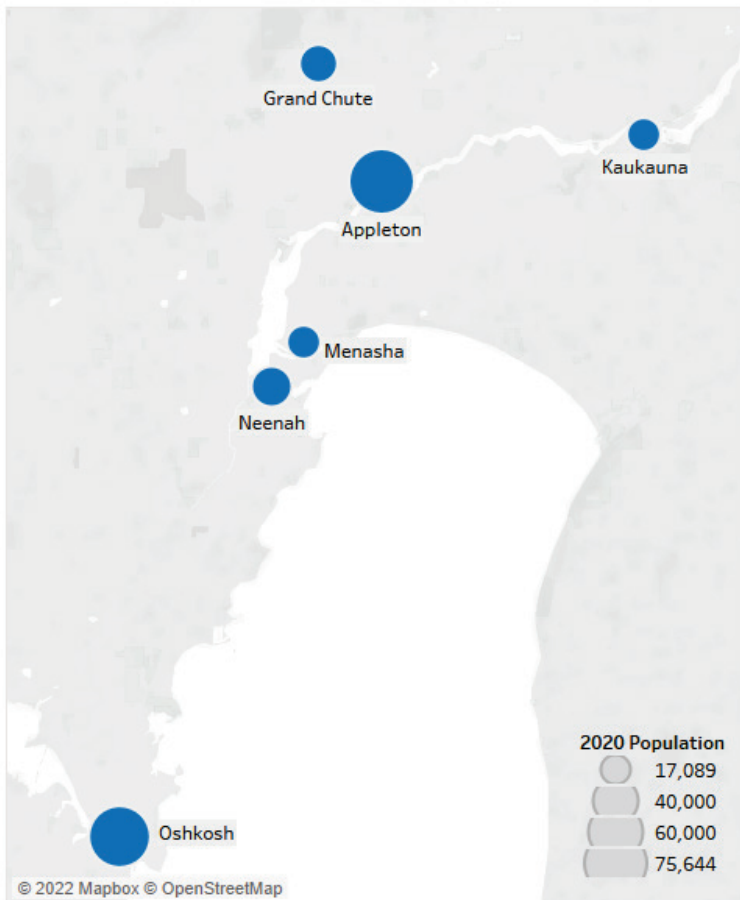 Grand Chute
Kaukauna
Appleton
Menasha
Neenah
2020 Population
17,089
40,000
60,000
75,644
Oshkosh
© 2022 Mapbox © OpenStreetMap